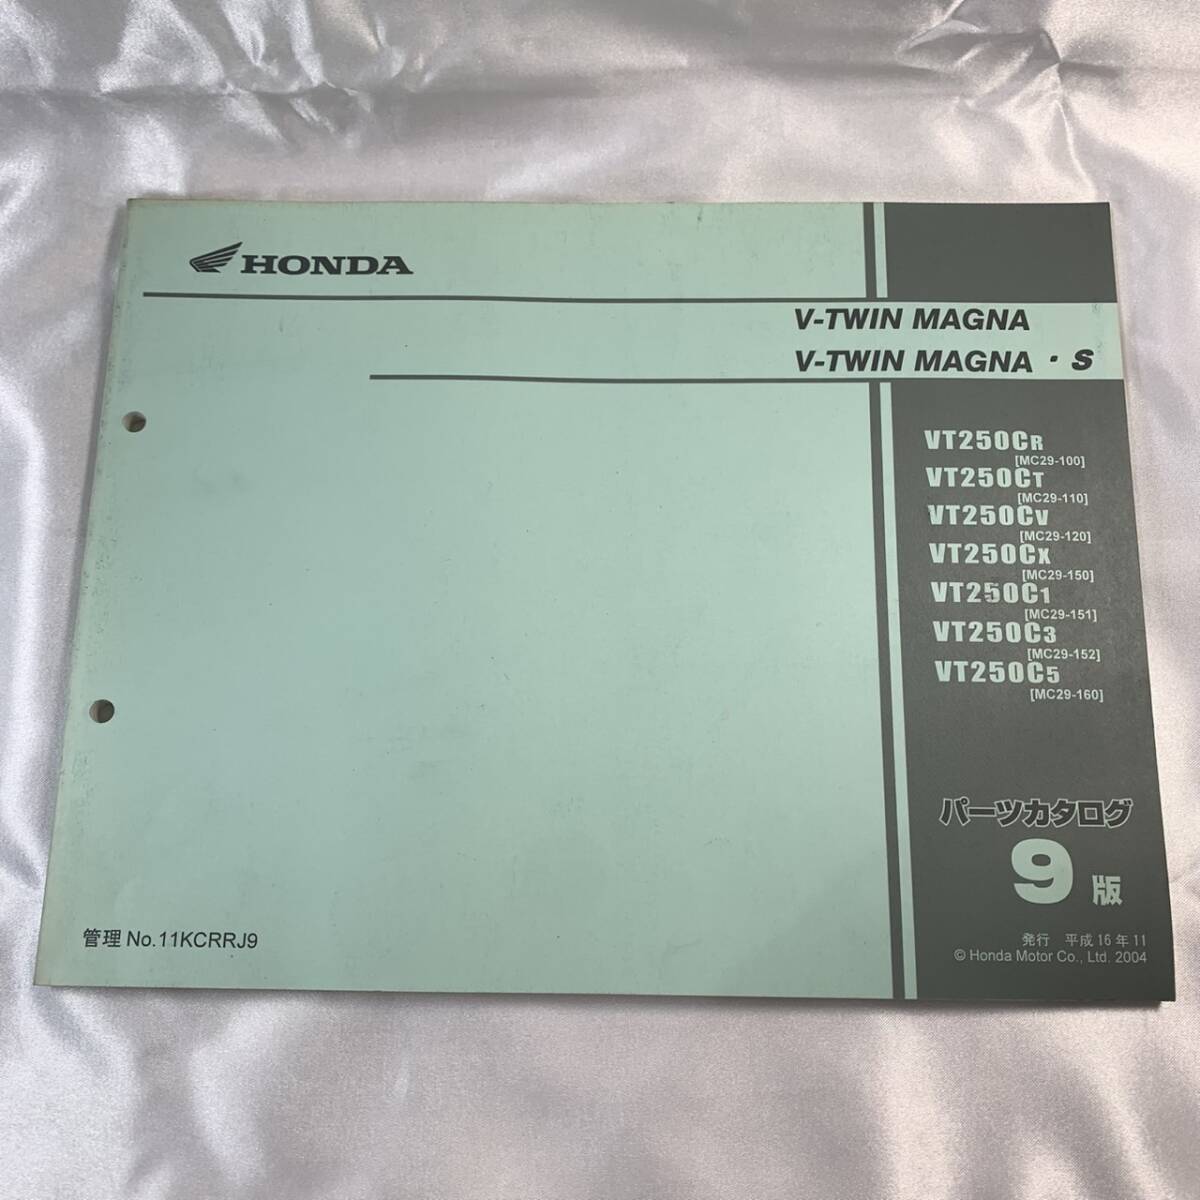 HONDA
V-TWIN MAGNA
V-TWIN MAGNA・S
VT250CR
[MC29-100]
VT250CT
[MC29-110]
VT250CV
[MC29-120]
VT250CX
[MC29-150]
VT250C1
[MC29-151]
VT250C3
[MC29-152]
VT250C5
[MC29-160]
パーツカタログ
9版
管理 No.11KCRRJ9
発行 平成16年11
© Honda Motor Co., Ltd. 2004